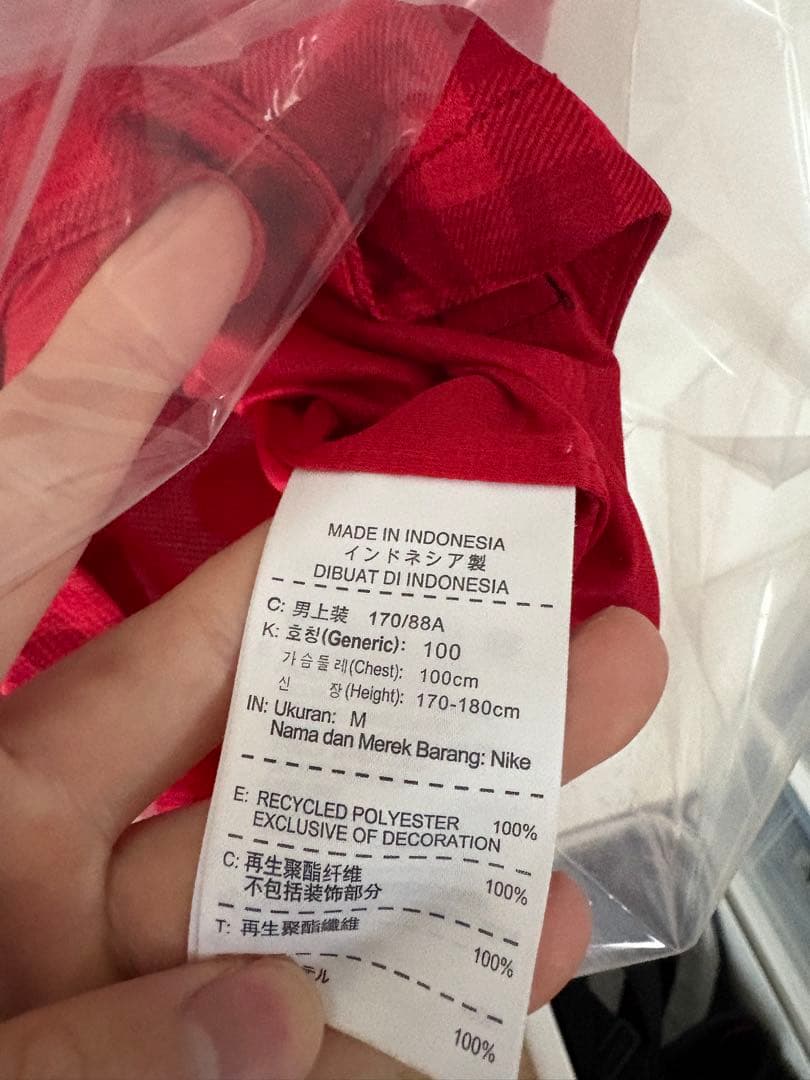 MADE IN INDONESIA
インドネシア製
DIBUAT DI INDONESIA
C: 男上装 170/88A
K: 호칭(Generic): 100
가슴둘레(Chest): 100cm
신 장(Height): 170-180cm
IN: Ukuran: M
Nama dan Merek Barang: Nike
E: RECYCLED POLYESTER 100%
EXCLUSIVE OF DECORATION
C: 再生聚酯纤维 100%
不包括装饰部分
T: 再生聚酯纖維 100%
テル 100%